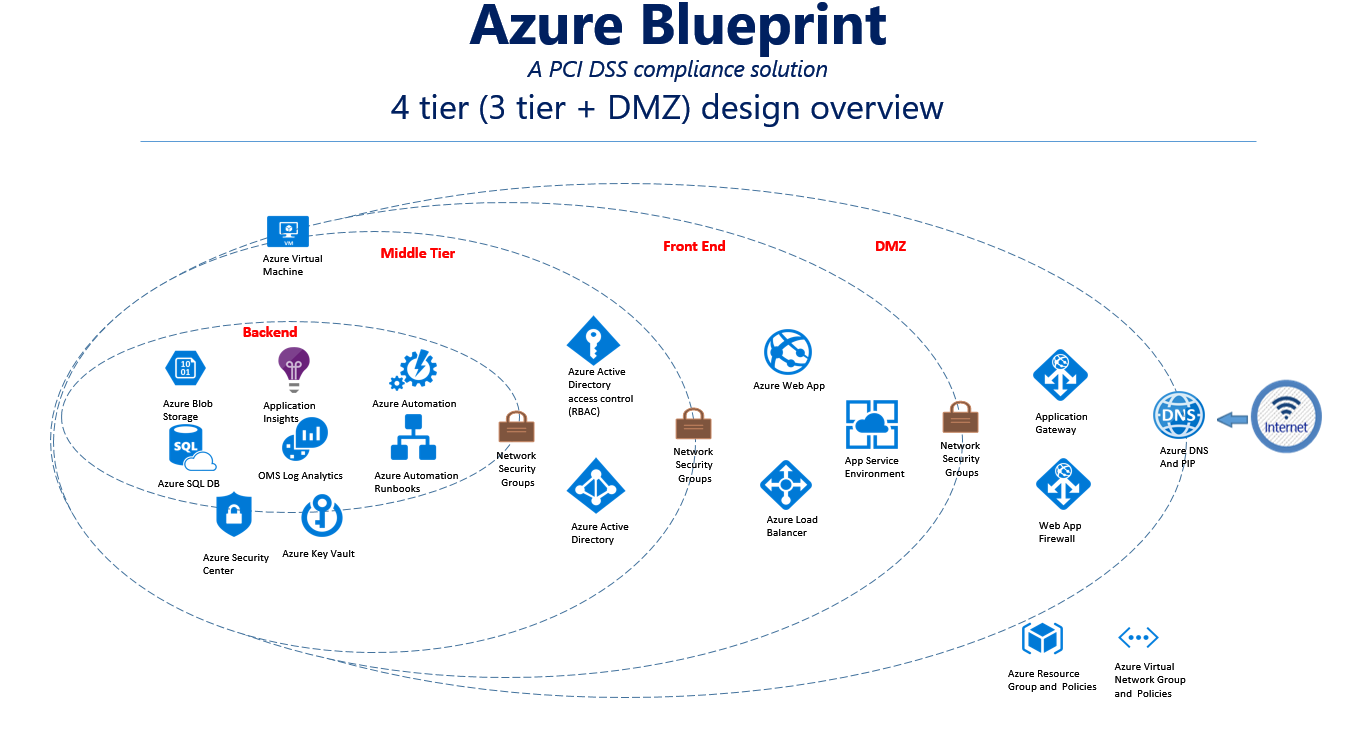 Azure Blueprint
A PCI DSS compliance solution
4 tier (3 tier + DMZ) design overview
VM
Azure Virtual
Machine
Middle Tier
Front End
DMZ
Backend
10
01
Azure Blob
Storage
Application
Insights
Azure Automation
SQL
Azure SQL DB
OMS Log Analytics
Azure Automation
Runbooks
Azure Security
Center
Azure Key Vault
Network
Security
Groups
Azure Active
Directory
access control
(RBAC)
Azure Active
Directory
Network
Security
Groups
Azure Web App
App Service
Environment
Azure Load
Balancer
Network
Security
Groups
Application
Gateway
Web App
Firewall
DNS
Azure DNS
And PIP
Internet
Azure Resource
Group and Policies
Azure Virtual
Network Group
and Policies